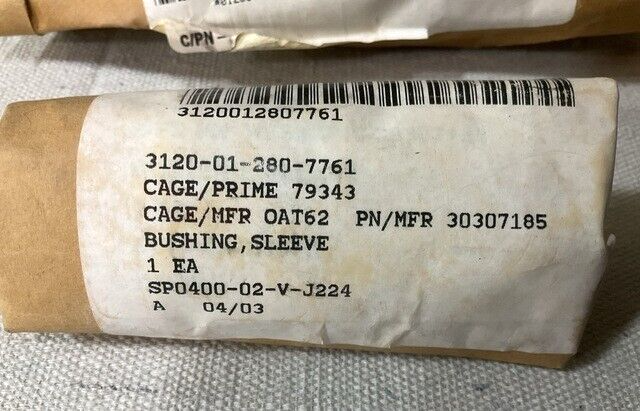 C/PN-
3120012807761
3120-01-280-7761
CAGE/PRIME 79343
CAGE/MFR OAT62 PN/MFR 30307185
BUSHING,SLEEVE
1 EA
SP0400-02-V-J224
A 04/03